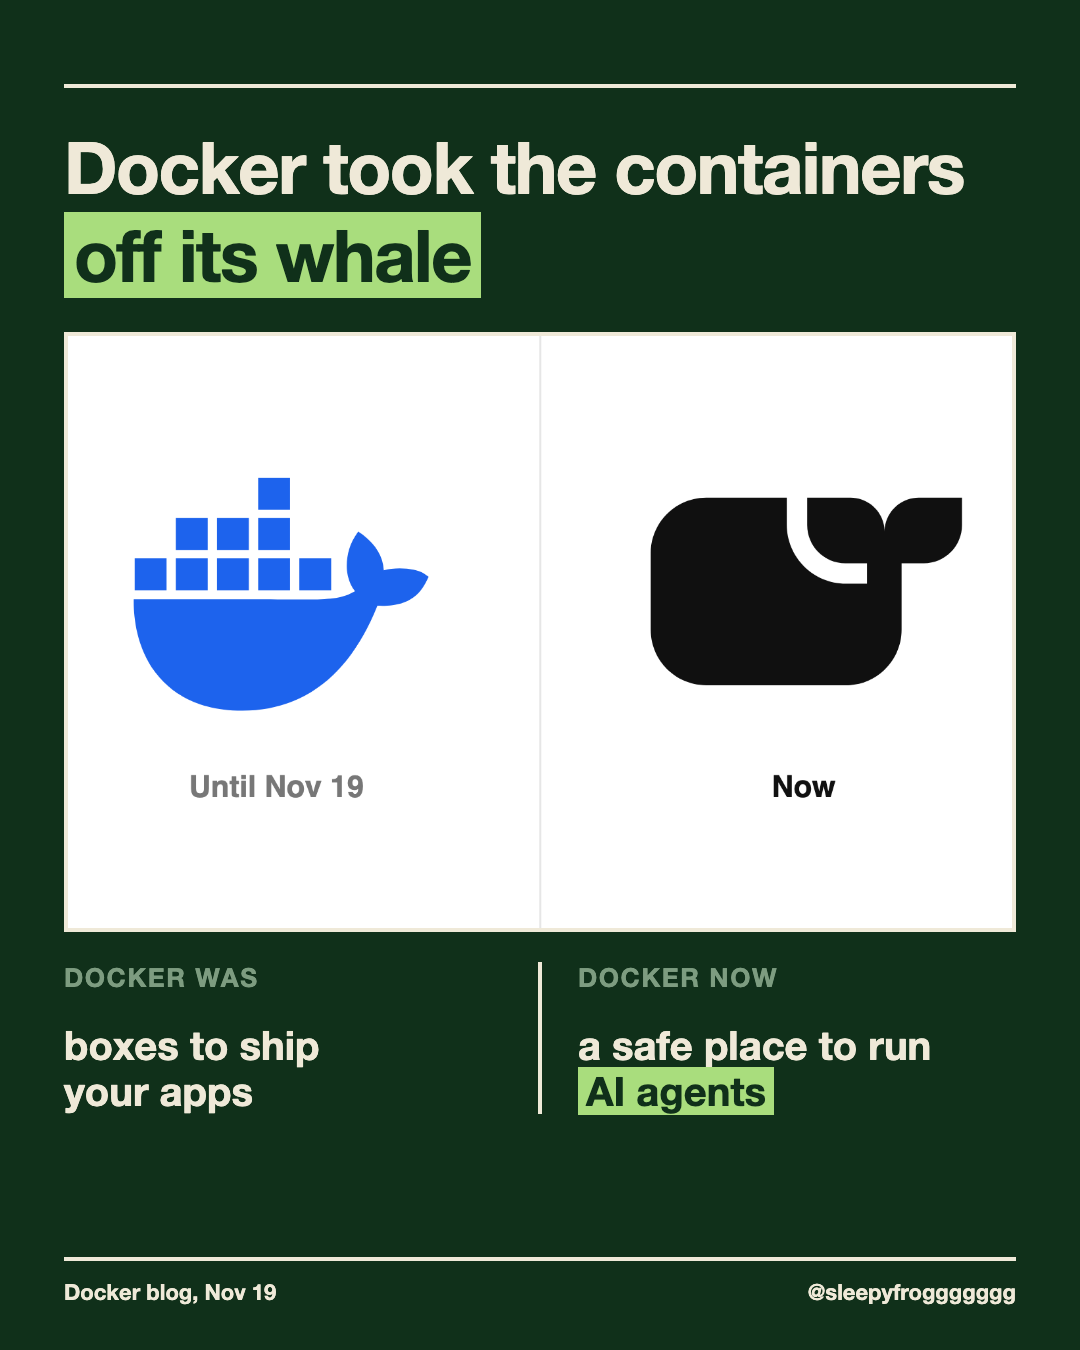 Docker took the containers
off its whale
Until Nov 19
Now
DOCKER WAS
boxes to ship
your apps
DOCKER NOW
a safe place to run
AI agents
Docker blog, Nov 19
@sleepyfrogggggggg